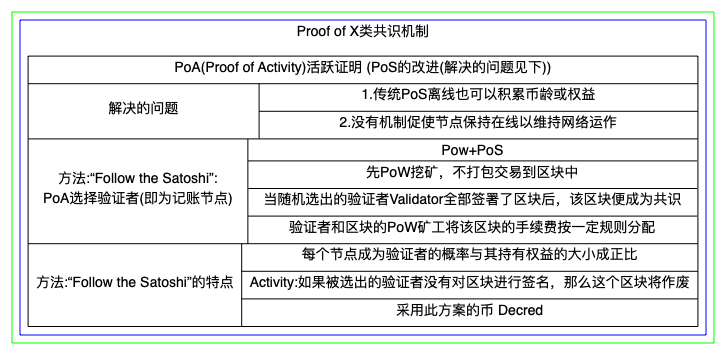 Proof of X类共识机制
PoA(Proof of Activity)活跃证明 (PoS的改进(解决的问题见下))
解决的问题
1.传统PoS离线也可以积累币龄或权益
2.没有机制促使节点保持在线以维持网络运作
方法:“Follow the Satoshi”:
PoA选择验证者(即为记账节点)
Pow+PoS
先PoW挖矿，不打包交易到区块中
当随机选出的验证者Validator全部签署了区块后，该区块便成为共识
验证者和区块的PoW矿工将该区块的手续费按一定规则分配
方法:“Follow the Satoshi”的特点
每个节点成为验证者的概率与其持有权益的大小成正比
Activity:如果被选出的验证者没有对区块进行签名，那么这个区块将作废
采用此方案的币 Decred